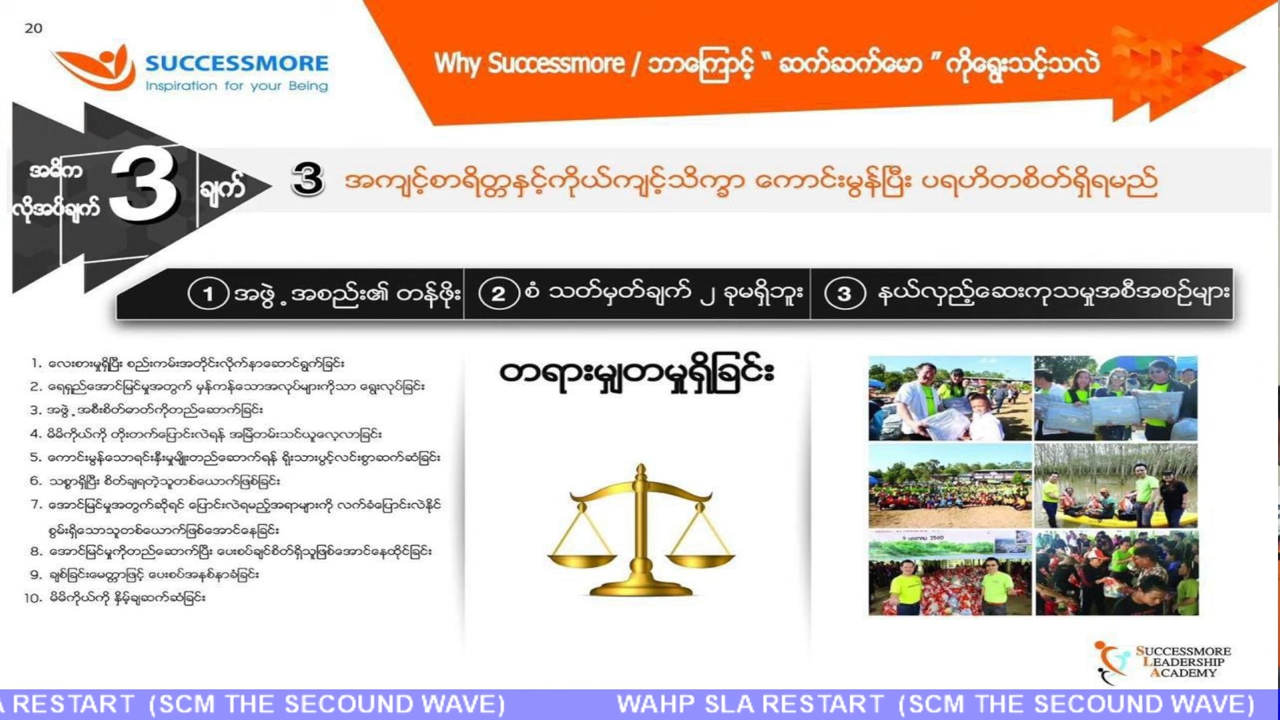 20
SUCCESSMORE
Inspiration for your Being
Why Successmore / ဘာကြောင့် “ ဆက်ဆက်မော ” ကိုရွေးသင့်သလဲ
အဓိက
လိုအပ်ချက်
3
ချက်
3 အကျင့်စာရိတ္တနှင့်ကိုယ်ကျင့်သိက္ခာ ကောင်းမွန်ပြီး ပရဟိတစိတ်ရှိရမည်
1 အဖွဲ့အစည်း၏ တန်ဖိုး
2 စံ သတ်မှတ်ချက် ၂ ခုမရှိဘူး
3 နယ်လှည့်ဆေးကုသမှုအစီအစဉ်များ
1. လေးစားမှုရှိပြီး စည်းကမ်းအတိုင်းလိုက်နာဆောင်ရွက်ခြင်း
2. ရေရှည်အောင်မြင်မှုအတွက် မှန်ကန်သောအလုပ်များကိုသာ ရွေးလုပ်ခြင်း
3. အဖွဲ့အစီးစိတ်ဓာတ်ကိုတည်ဆောက်ခြင်း
4. မိမိကိုယ်ကို တိုးတက်ပြောင်းလဲရန် အမြဲတမ်းသင်ယူလေ့လာခြင်း
5. ကောင်းမွန်သောရင်းနှီးမှုမျိုးတည်ဆောက်ရန် ရိုးသားပွင့်လင်းစွာဆက်ဆံခြင်း
6. သစ္စာရှိပြီး စိတ်ချရတဲ့သူတစ်ယောက်ဖြစ်ခြင်း
7. အောင်မြင်မှုအတွက်ဆိုရင် ပြောင်းလဲရမည့်အရာများကို လက်ခံပြောင်းလဲနိုင်
စွမ်းရှိသောသူတစ်ယောက်ဖြစ်အောင်နေခြင်း
8. အောင်မြင်မှုကိုတည်ဆောက်ပြီး ပေးစပ်ချင်စိတ်ရှိသူဖြစ်အောင်နေထိုင်ခြင်း
9. ချစ်ခြင်းမေတ္တာဖြင့် ပေးစပ်အနစ်နာခံခြင်း
10. မိမိကိုယ်ကို နှိမ့်ချဆက်ဆံခြင်း
တရားမျှတမှုရှိခြင်း
SUCCESSMORE
LEADERSHIP
ACADEMY
A RESTART (SCM THE SECOUND WAVE) WAHP SLA RESTART (SCM THE SECOUND WAVE)